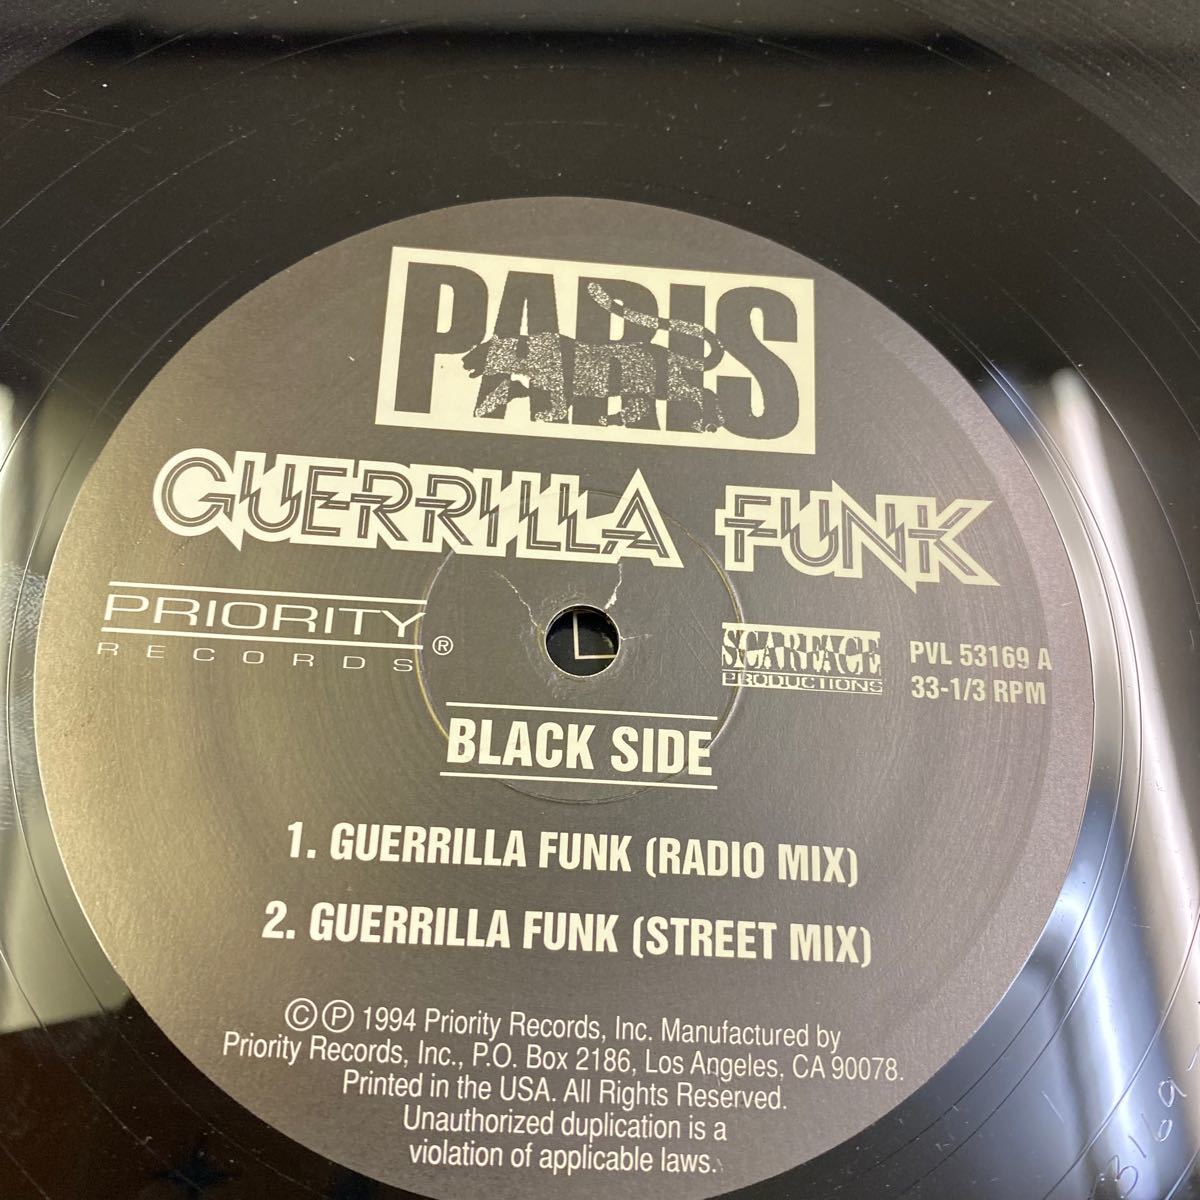 PARIS
GUERRILLA FUNK
PRIORITY
RECORDS ®
SCARFACE
PRODUCTIONS
PVL 53169 A
33-1/3 RPM
BLACK SIDE
1. GUERRILLA FUNK (RADIO MIX)
2. GUERRILLA FUNK (STREET MIX)
© ℗ 1994 Priority Records, Inc. Manufactured by
Priority Records, Inc., P.O. Box 2186, Los Angeles, CA 90078.
Printed in the USA. All Rights Reserved.
Unauthorized duplication is a
violation of applicable laws.
3169